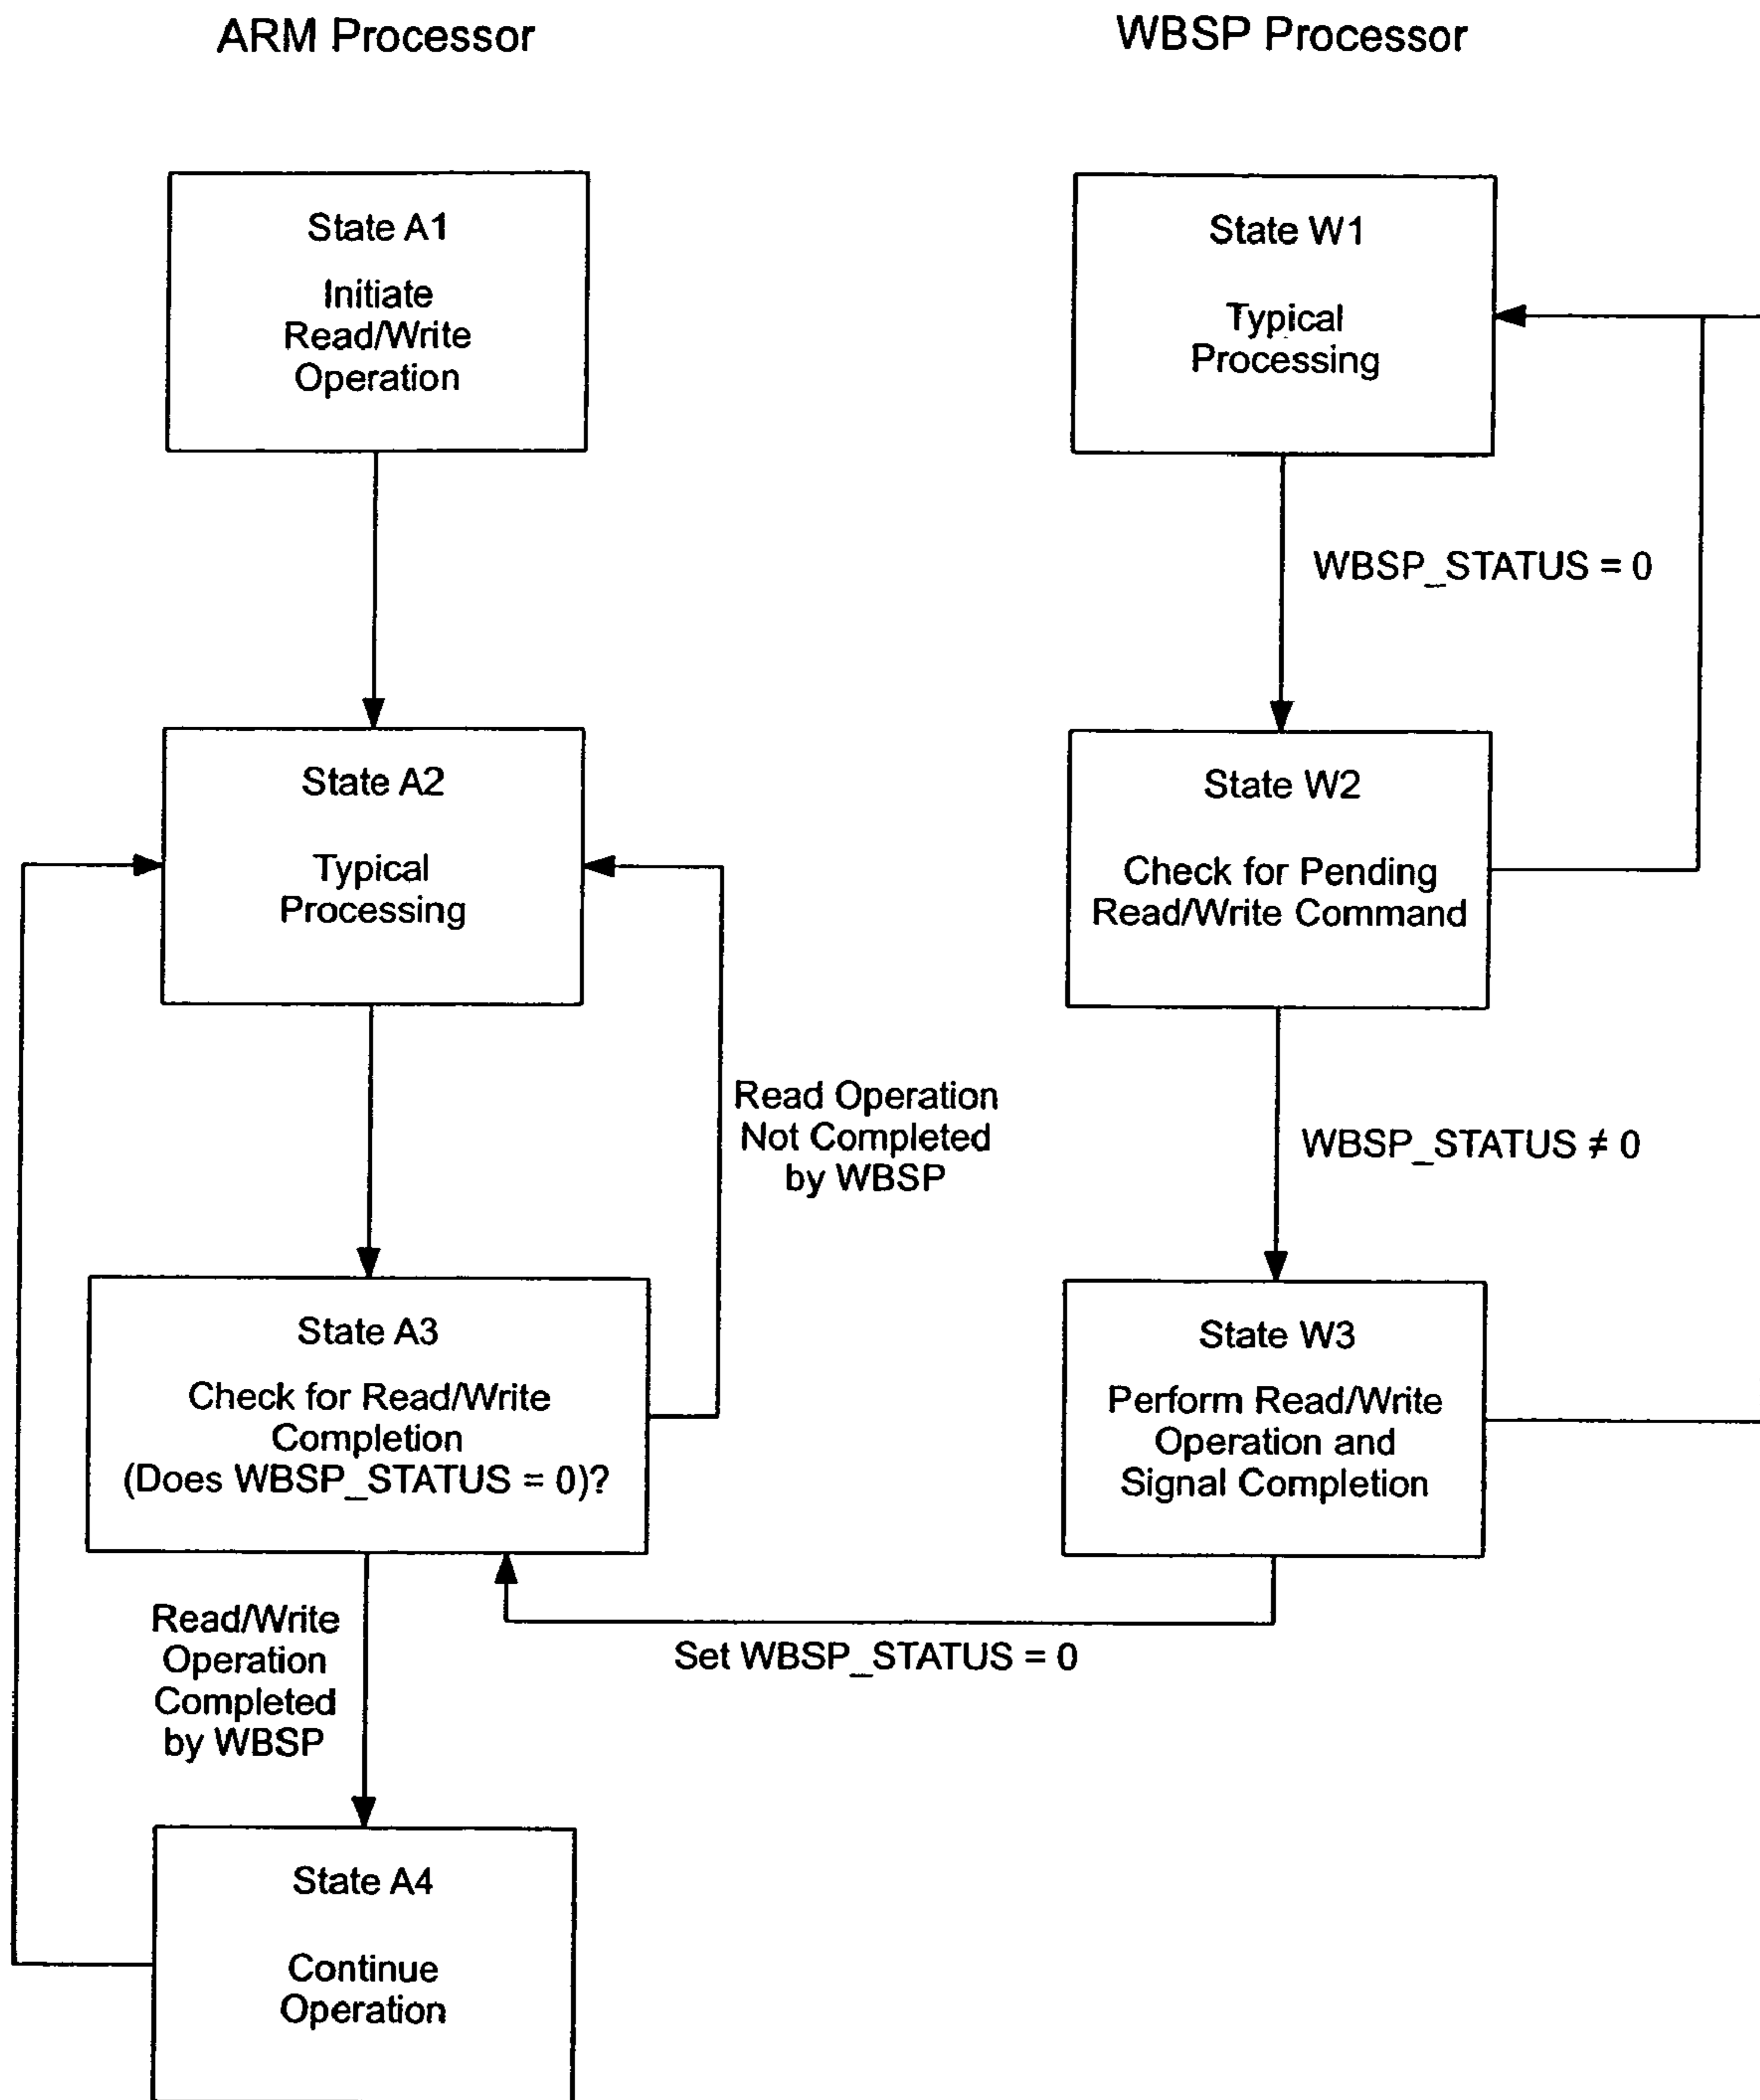 ARM Processor
WBSP Processor
State A1
Initiate
Read/Write
Operation
State W1
Typical
Processing
WBSP_STATUS = 0
State A2
Typical
Processing
State W2
Check for Pending
Read/Write Command
Read Operation
Not Completed
by WBSP
WBSP_STATUS ≠ 0
State A3
Check for Read/Write
Completion
(Does WBSP_STATUS = 0)?
State W3
Perform Read/Write
Operation and
Signal Completion
Read/Write
Operation
Completed
by WBSP
Set WBSP_STATUS = 0
State A4
Continue
Operation